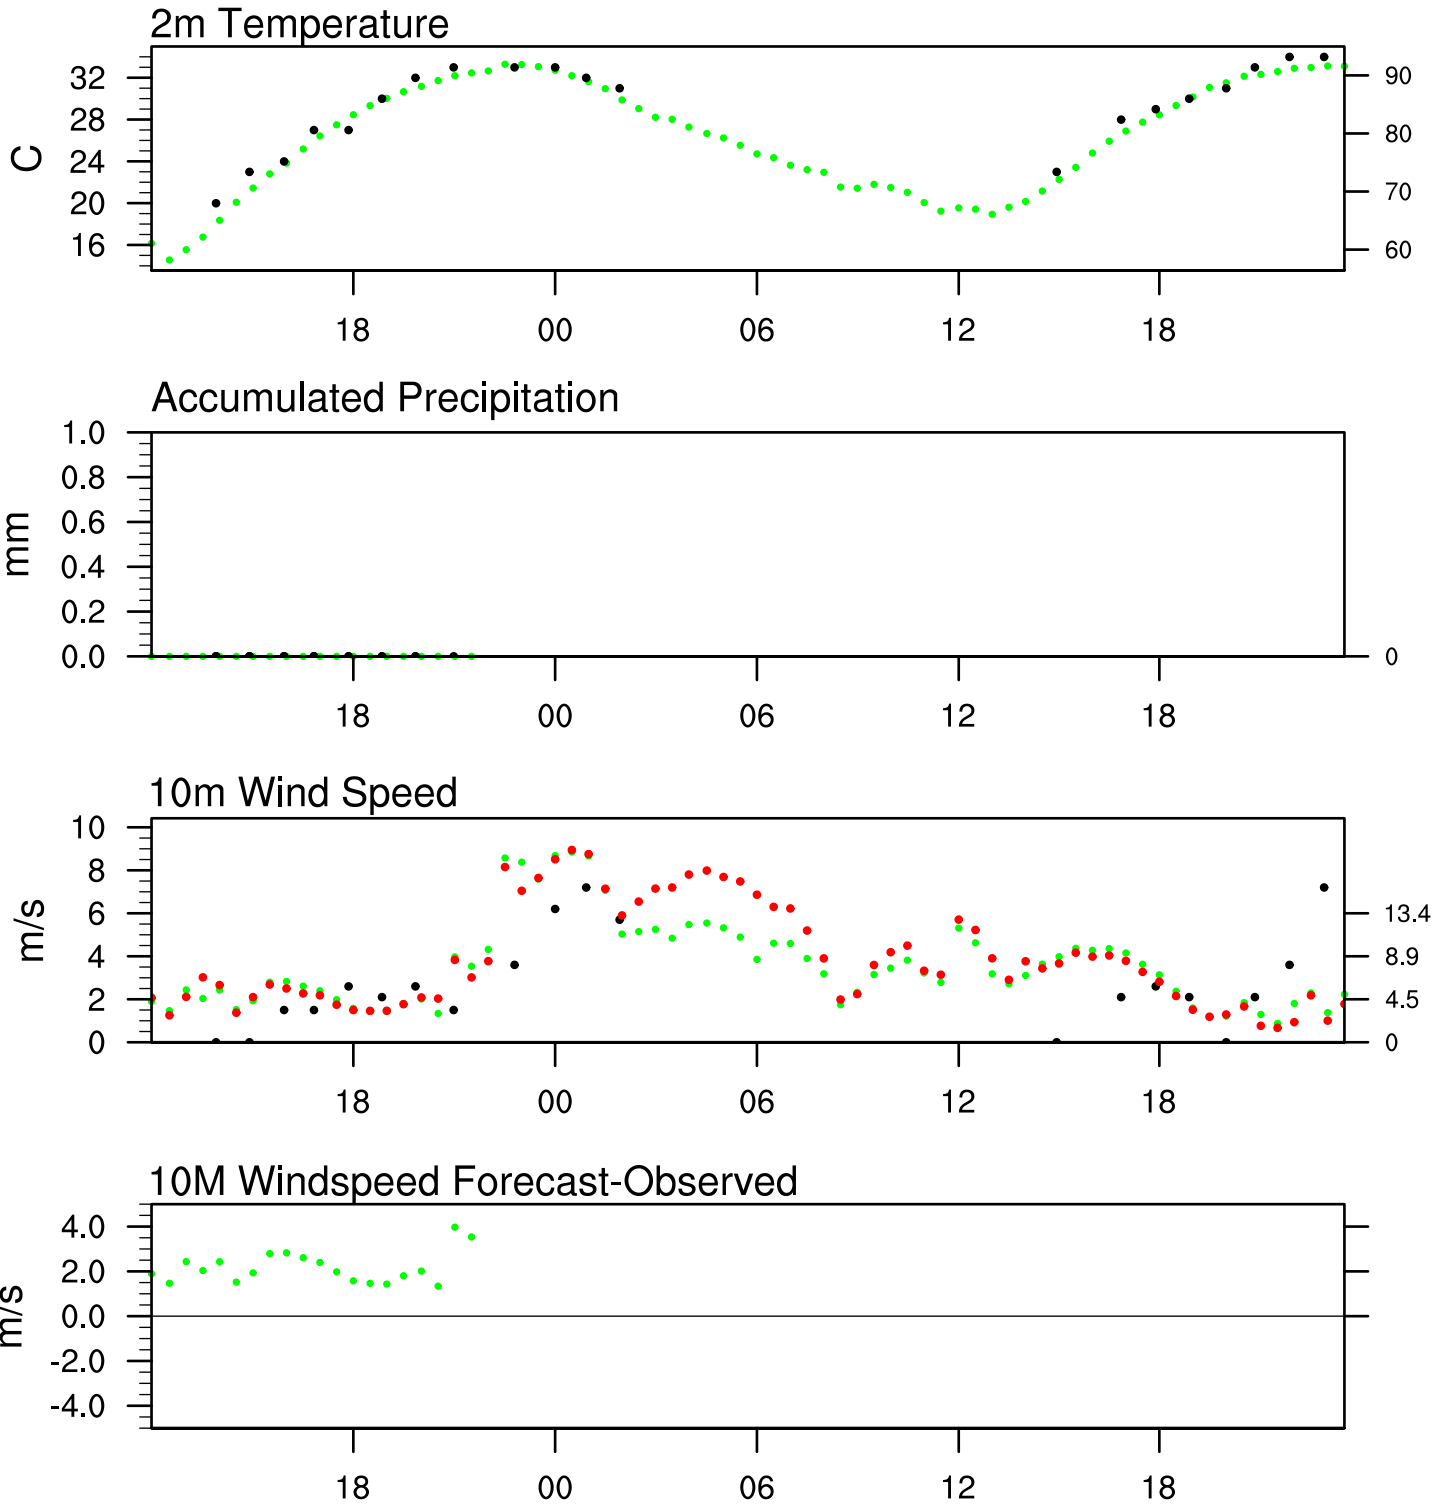 2m Temperature
32
28
24
20
16
C
90
80
70
60
18 00 06 12 18
Accumulated Precipitation
1.0
0.8
0.6
0.4
0.2
0.0
mm
0
18 00 06 12 18
10m Wind Speed
10
8
6
4
2
0
m/s
13.4
8.9
4.5
0
18 00 06 12 18
10M Windspeed Forecast-Observed
4.0
2.0
0.0
-2.0
-4.0
m/s
18 00 06 12 18